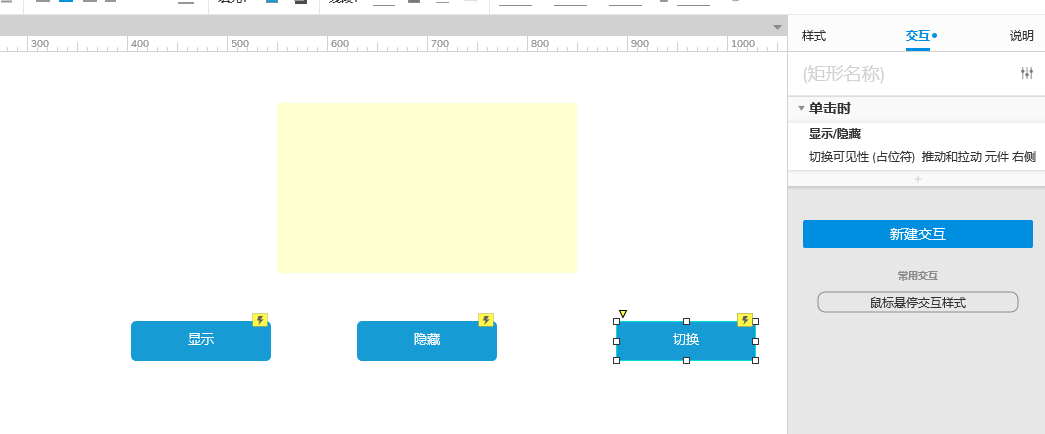 300 400 500 600 700 800 900 1000
样式 交互 说明
(矩形名称)
单击时
显示/隐藏
切换可见性 (占位符) 推动和拉动 元件 右侧
新建交互
常用交互
鼠标悬停交互样式
显示 隐藏 切换